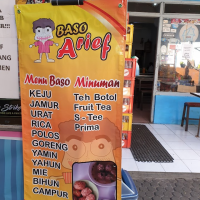 BASO
Arief
Menu Baso Minuman
KEJU Teh Botol
JAMUR Fruit Tea
URAT S-Tee
RICA Prima
POLOS
GORENG
YAMIN
YAHUN
MIE
BIHUN
CAMPUR